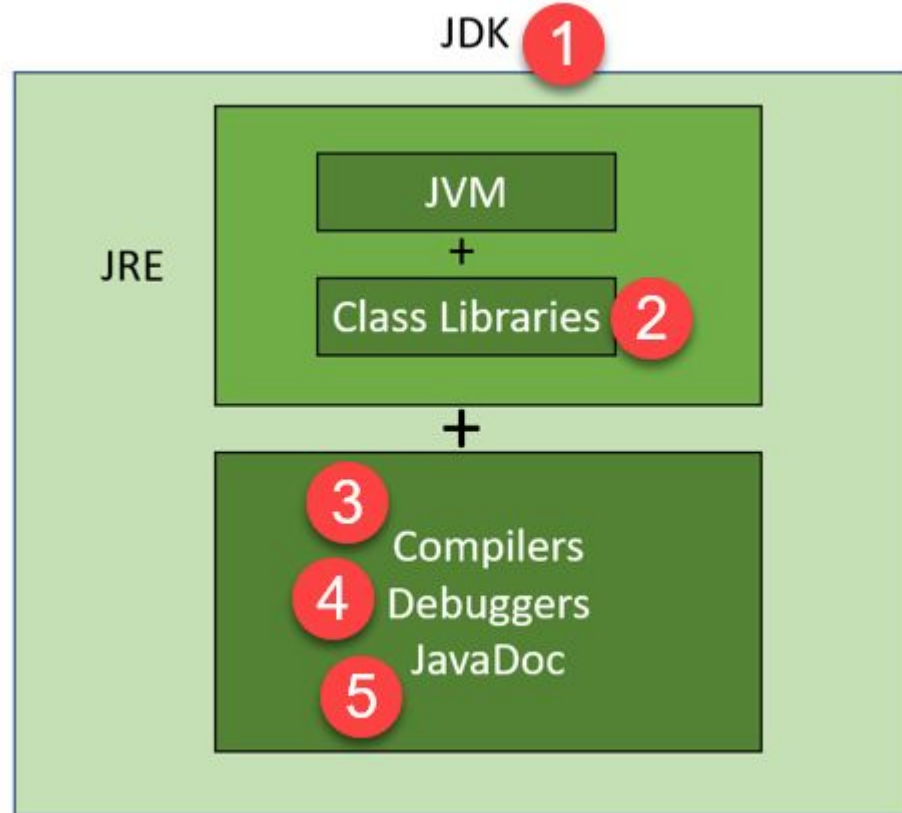 JDK 1
JVM
+
JRE
Class Libraries 2
+
3
Compilers
4 Debuggers
JavaDoc
5